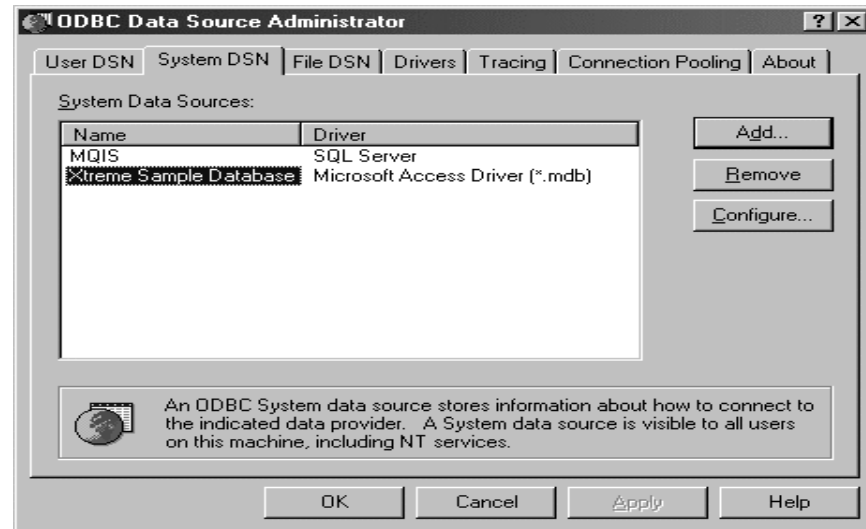 ODBC Data Source Administrator
? ×
User DSN System DSN File DSN Drivers Tracing Connection Pooling About
System Data Sources:
Name Driver
MQIS SQL Server
Xtreme Sample Database Microsoft Access Driver (*.mdb)
Add...
Remove
Configure...
An ODBC System data source stores information about how to connect to
the indicated data provider. A System data source is visible to all users
on this machine, including NT services.
OK Cancel Apply Help